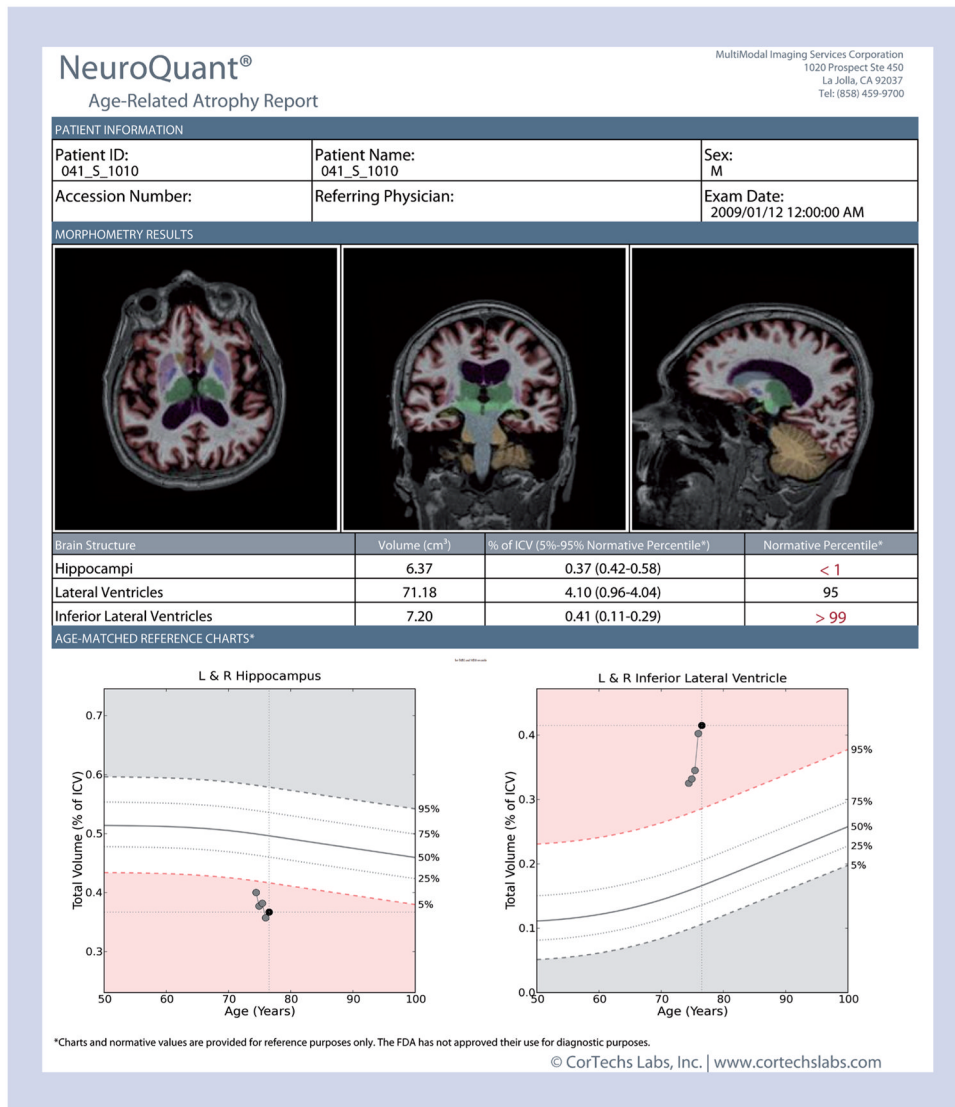 NeuroQuant®
Age-Related Atrophy Report
MultiModal Imaging Services Corporation
1020 Prospect Ste 450
La Jolla, CA 92037
Tel: (858) 459-9700
PATIENT INFORMATION
Patient ID: Patient Name: Sex:
041_S_1010 041_S_1010 M
Accession Number: Referring Physician: Exam Date:
2009/01/12 12:00:00 AM
MORPHOMETRY RESULTS
Brain Structure Volume (cm³) % of ICV (5%-95% Normative Percentile*) Normative Percentile*
Hippocampi 6.37 0.37 (0.42-0.58) < 1
Lateral Ventricles 71.18 4.10 (0.96-4.04) 95
Inferior Lateral Ventricles 7.20 0.41 (0.11-0.29) > 99
AGE-MATCHED REFERENCE CHARTS*
L & R Hippocampus
Total Volume (% of ICV)
0.7
0.6
0.5
0.4
0.3
95%
75%
50%
25%
5%
50 60 70 80 90 100
Age (Years)
L & R Inferior Lateral Ventricle
Total Volume (% of ICV)
0.4
0.3
0.2
0.1
0.0
95%
75%
50%
25%
5%
50 60 70 80 90 100
Age (Years)
*Charts and normative values are provided for reference purposes only. The FDA has not approved their use for diagnostic purposes.
© CorTechs Labs, Inc. | www.cortechslabs.com